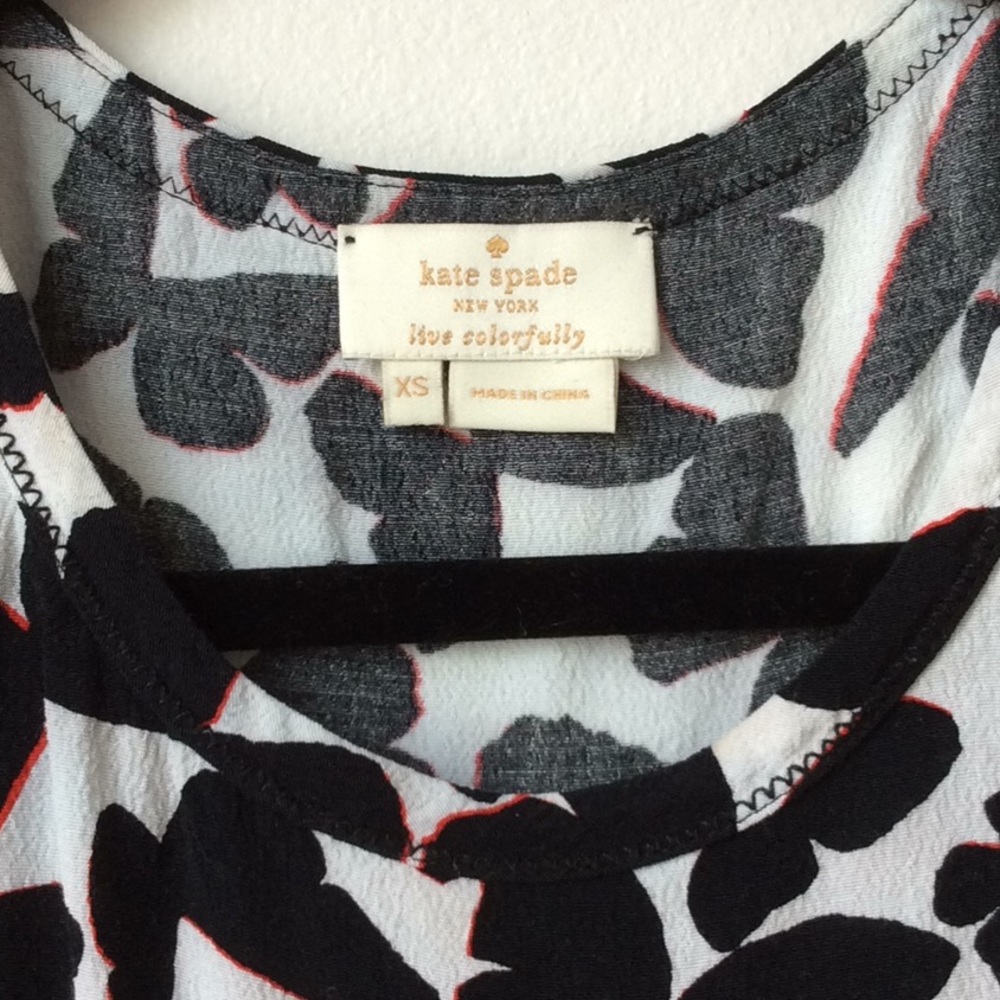 kate spade
NEW YORK
live colorfully
XS
MADE IN CHINA